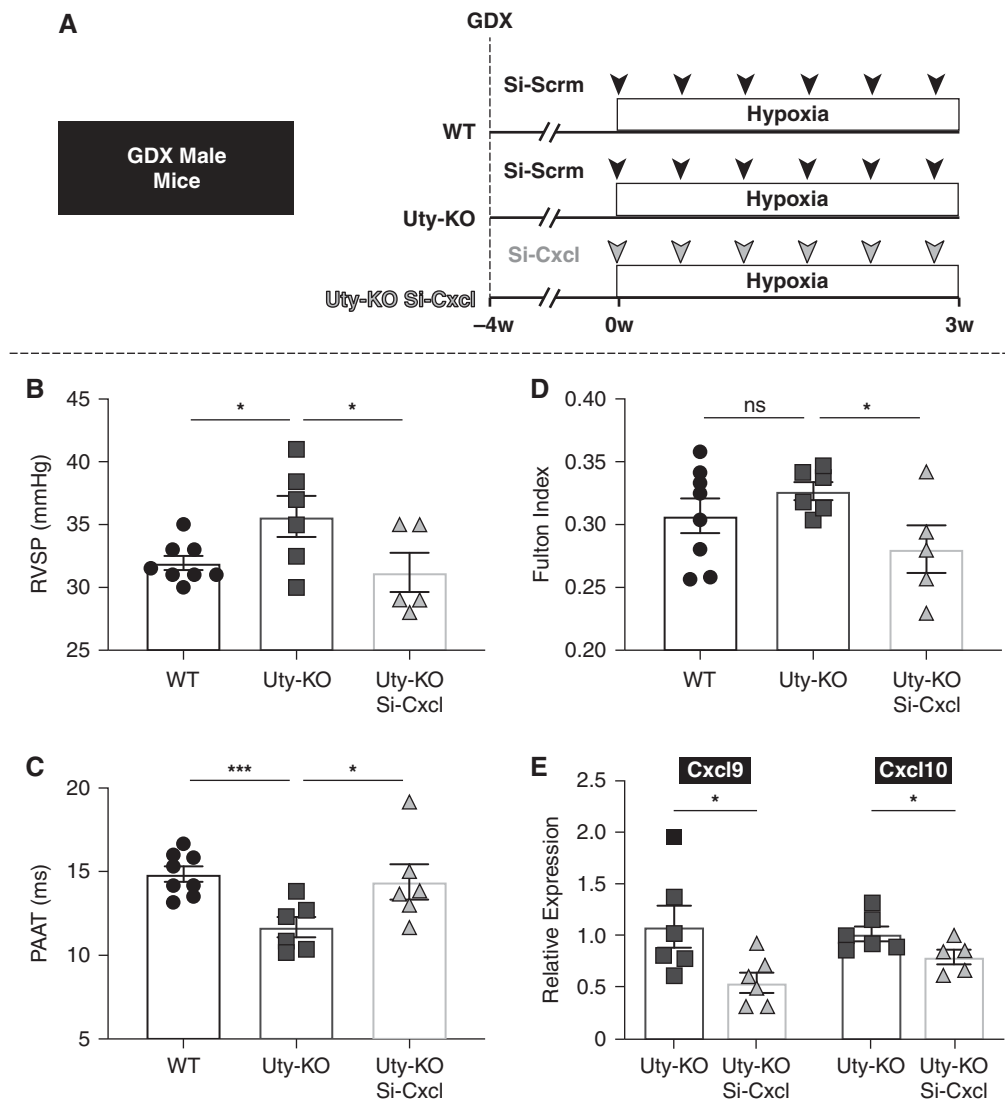 A
GDX
GDX Male
Mice
Si-Scrm
Hypoxia
WT
Si-Scrm
Hypoxia
Uty-KO
Si-Cxcl
Hypoxia
Uty-KO Si-Cxcl
–4w 0w 3w
B
RVSP (mmHg)
45
40
35
30
25
* *
WT Uty-KO Uty-KO
Si-Cxcl
D
Fulton Index
0.40
0.35
0.30
0.25
0.20
ns *
WT Uty-KO Uty-KO
Si-Cxcl
C
PAAT (ms)
20
15
10
5
*** *
WT Uty-KO Uty-KO
Si-Cxcl
E
Relative Expression
2.5
2.0
1.5
1.0
0.5
0
Cxcl9 Cxcl10
* *
Uty-KO Uty-KO Uty-KO Uty-KO
Si-Cxcl Si-Cxcl